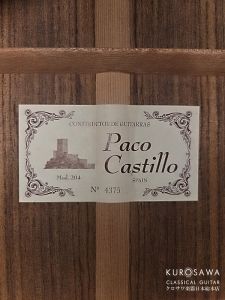 CONSTRUCTOR DE GUITARRAS
Paco
Castillo
SPAIN
Mod. 204
Nº 4375
KUROSAWA
CLASSICAL GUITAR
クロサワ楽器日本総本店